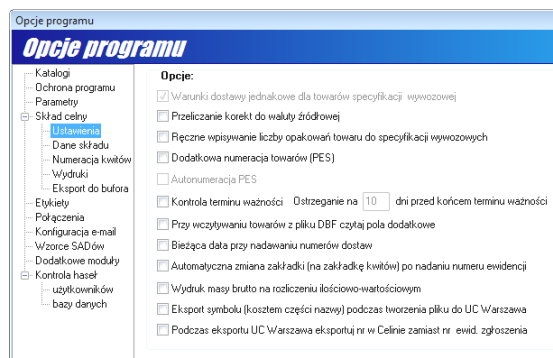 Opcje programu
Opcje programu
Katalogi
Ochrona programu
Parametry
Skład celny
Ustawienia
Dane składu
Numeracja kwitów
Wydruki
Eksport do bufora
Etykiety
Połączenia
Konfiguracja e-mail
Wzorce SADów
Dodatkowe moduły
Kontrola haseł
użytkowników
bazy danych
Opcje:
Warunki dostawy jednakowe dla towarów specyfikacji wywozowej
Przeliczanie korekt do waluty źródłowej
Ręczne wpisywanie liczby opakowań towaru do specyfikacji wywozowych
Dodatkowa numeracja towarów (PES)
Autonumeracja PES
Kontrola terminu ważności Ostrzeganie na 10 dni przed końcem terminu ważności
Przy wczytywaniu towarów z pliku DBF czytaj pola dodatkowe
Bieżąca data przy nadawaniu numerów dostaw
Automatyczna zmiana zakładki (na zakładkę kwitów) po nadaniu numeru ewidencji
Wydruk masy brutto na rozliczeniu ilościowo-wartościowym
Eksport symbolu (kosztem części nazwy) podczas tworzenia pliku do UC Warszawa
Podczas eksportu UC Warszawa eksportuj nr w Celinie zamiast nr ewid. zgłoszenia